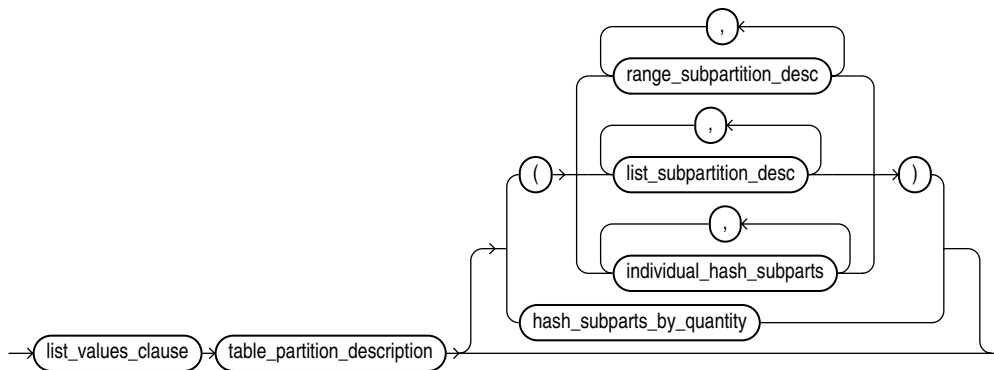 ,
range_subpartition_desc
,
( list_subpartition_desc )
,
individual_hash_subparts
hash_subparts_by_quantity
list_values_clause table_partition_description